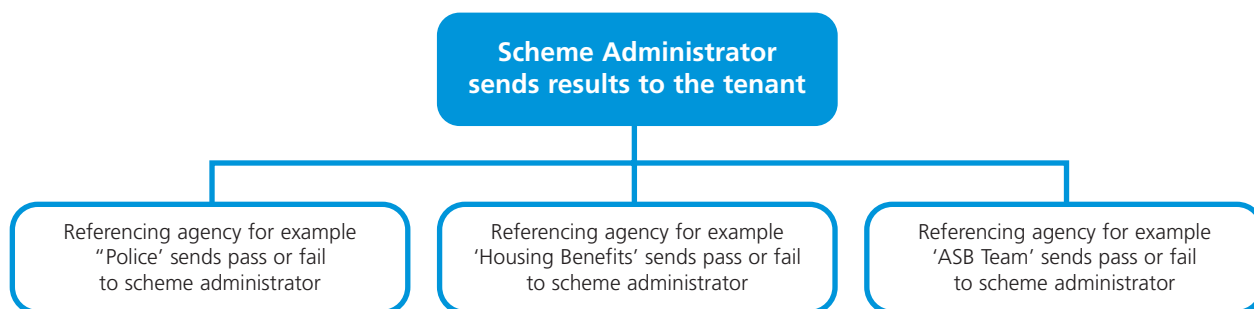 Scheme Administrator
sends results to the tenant
Referencing agency for example
"Police’ sends pass or fail
to scheme administrator
Referencing agency for example
‘Housing Benefits’ sends pass or fail
to scheme administrator
Referencing agency for example
‘ASB Team’ sends pass or fail
to scheme administrator